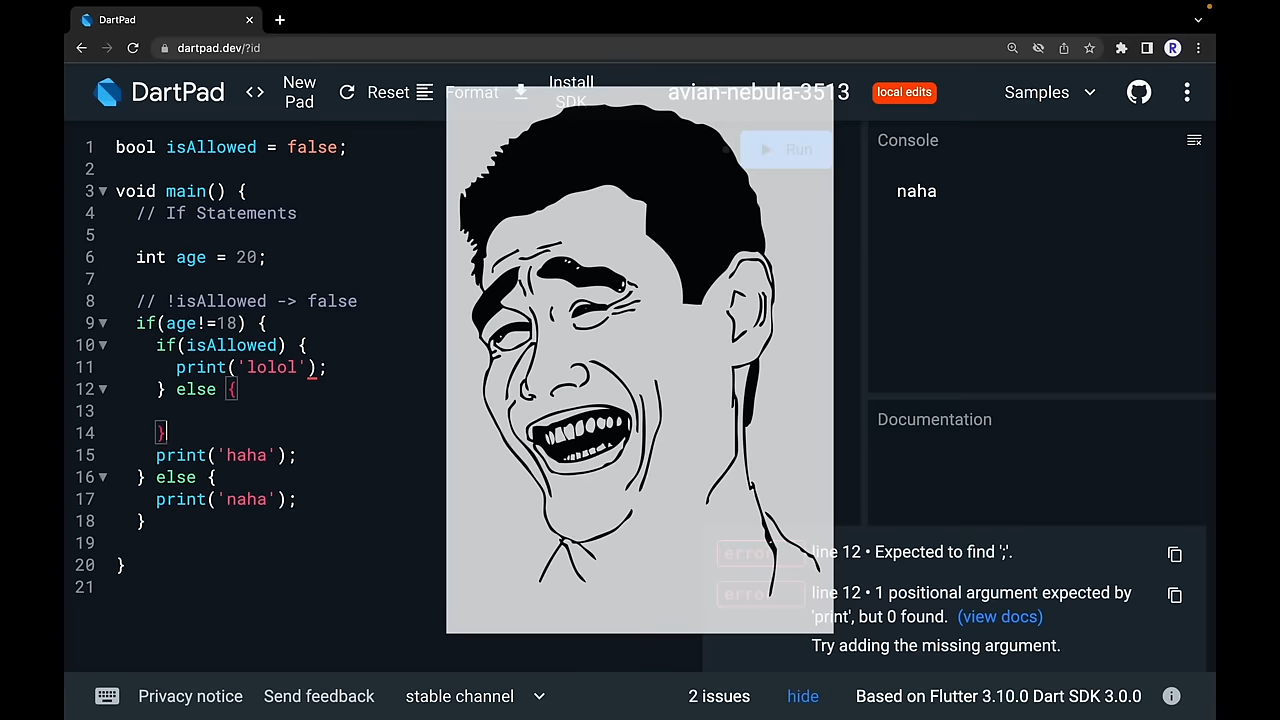 DartPad
dartpad.dev/?id
R
DartPad
<>
New Pad
Reset
Format
Install SDK
avian-nebula-3513
local edits
Samples
Run
1 bool isAllowed = false;
2
3 void main() {
4 // If Statements
5
6 int age = 20;
7
8 // !isAllowed -> false
9 if(age!=18) {
10 if(isAllowed) {
11 print('lolol');
12 } else {
13
14 }
15 print('haha');
16 } else {
17 print('naha');
18 }
19
20 }
21
Console
naha
Documentation
error line 12 • Expected to find ';'.
error line 12 • 1 positional argument expected by
'print', but 0 found. (view docs)
Try adding the missing argument.
Privacy notice
Send feedback
stable channel
2 issues
hide
Based on Flutter 3.10.0 Dart SDK 3.0.0